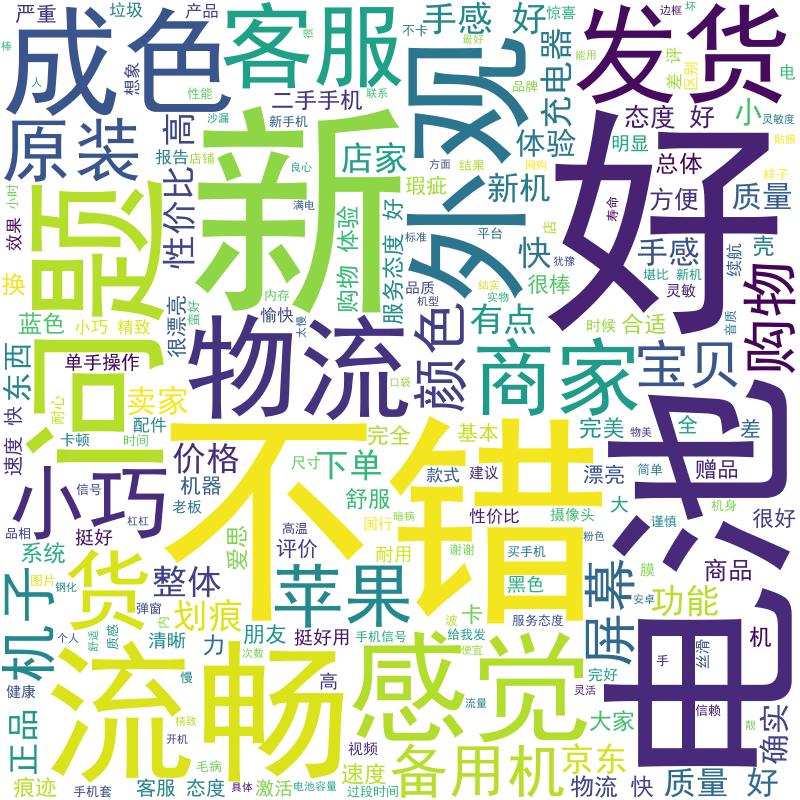 严重
垃圾
产品
客服
手感 好
惊喜
边框
坏
发货
成色
棒
人
想象
很
不卡
最好
能用
差 评
区别
电
性能
联系
外观
充电器
品牌
二手手机
态度 好
小
灵敏度
原装
高
沙漏
新手机
新
体验
明显
贴膜
报告
店铺
店家
良心
方面
结果
网购
总体
好
样子
问题
小时
性价比
满电
瑕疵
新机
方便
质量
寿命
效果
购物 体验
服务态度 好
标准
平台
店
快
手感
壳
续航
购物
换
品质
结实
犹豫
堪比 新机
内存
机型
实物
很棒
灵敏
蓝色
小巧 精致
很漂亮
蛮好
愉快
太慢
颜色
有点
时候
合适
音质
东西
单手操作
物流
商家
宝贝
口袋
电池
速度 快
耐心
卖家
配件
不错
完全
基本
完美
物美
全
差
卡顿
时间
价格
尺寸
下单
款式
建议
漂亮
简单
赠品
小巧
信号
机器
舒服
性价比
摄像头
大
机身
品相
杠杠
老板
高温
国行
暗病
谨慎
很好
挺好
爱思
评价
耐用
谢谢
买手机
粉色
系统
图片
钢化
货
整体
苹果
黑色
屏幕
膜
商品
机子
弹窗
划痕
波
卡
服务态度
安卓
功能
个人
舒适
质感
内
清晰
力
朋友
挺好用
手机信号
给我发
便宜
手
丝滑
机
流畅
次数
感觉
完好
健康
慢
高
流量
灵活
信赖
大家
靓
确实
正品
精致
开机
视频
备用机
京东
毛病
痕迹
手机套
客服 态度
具体
激活
电池容量
速度
过段时间
物流 快
质量 好